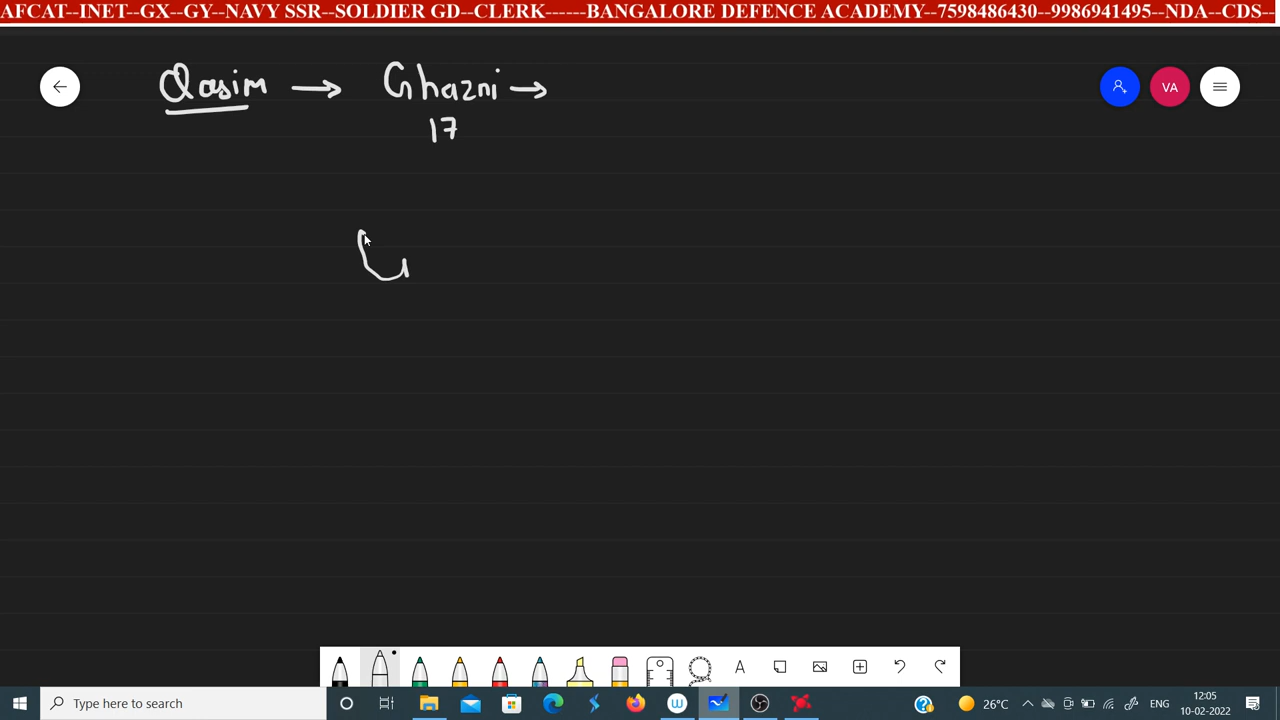 AFCAT--INET--GX--GY--NAVY SSR--SOLDIER GD--CLERK------BANGALORE DEFENCE ACADEMY--7598486430--9986941495--NDA--CDS--
Qasim → Ghazni →
17
VA
A
Type here to search
26°C
ENG
12:05
10-02-2022